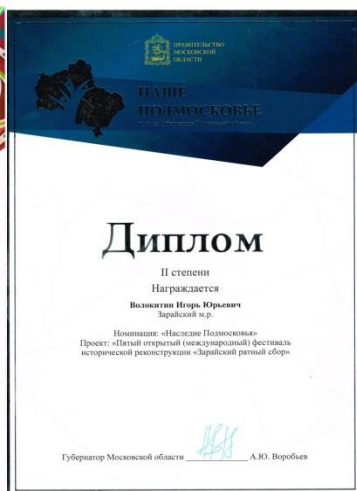 ПРАВИТЕЛЬСТВО
МОСКОВСКОЙ
ОБЛАСТИ
НАШЕ
ПОДМОСКОВЬЕ
Диплом
II степени
Награждается
Волокитин Игорь Юрьевич
Зарайский м.р.
Номинация: «Наследие Подмосковья»
Проект: «Пятый открытый (международный) фестиваль
исторической реконструкции «Зарайский ратный сбор»
Губернатор Московской области А.Ю. Воробьев